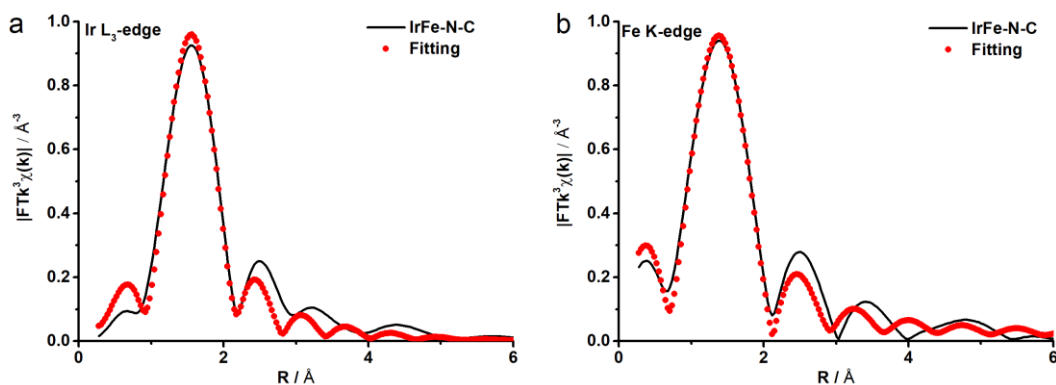 a
Ir L₃-edge
IrFe-N-C
Fitting
|FTk³χ(k)| / Å⁻³
1.0
0.8
0.6
0.4
0.2
0.0
0
2
4
6
R / Å
b
Fe K-edge
IrFe-N-C
Fitting
|FTk³χ(k)| / Å⁻³
1.0
0.8
0.6
0.4
0.2
0.0
0
2
4
6
R / Å